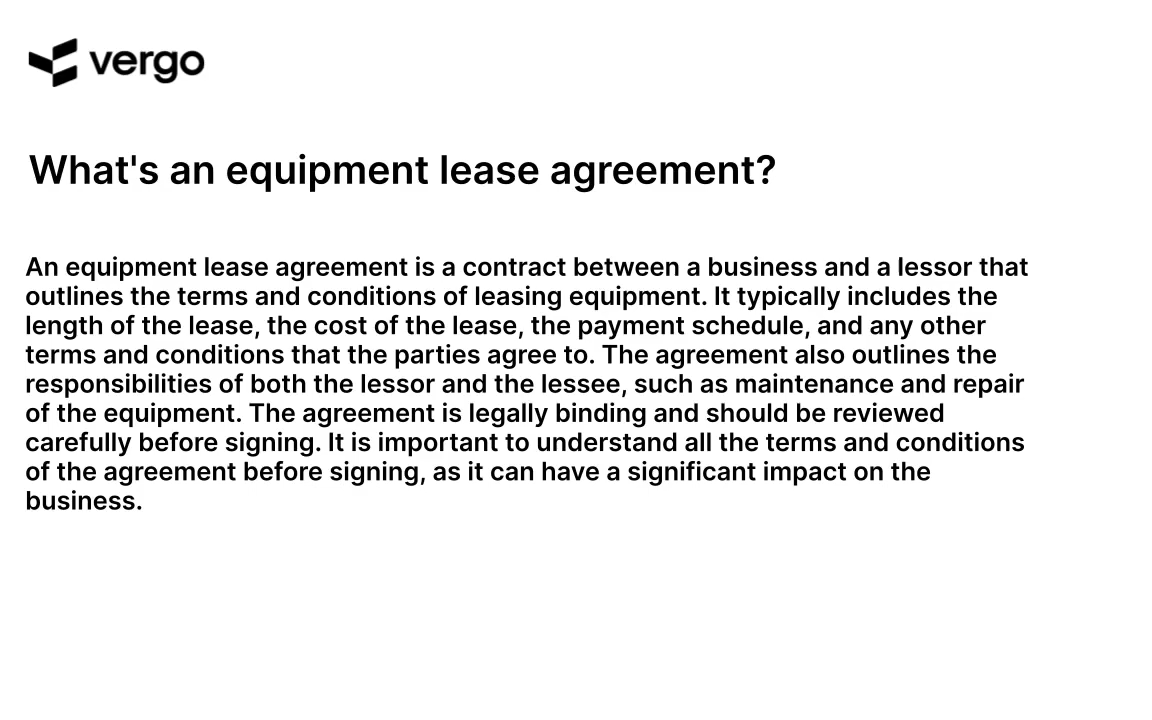 vergo
What's an equipment lease agreement?
An equipment lease agreement is a contract between a business and a lessor that
outlines the terms and conditions of leasing equipment. It typically includes the
length of the lease, the cost of the lease, the payment schedule, and any other
terms and conditions that the parties agree to. The agreement also outlines the
responsibilities of both the lessor and the lessee, such as maintenance and repair
of the equipment. The agreement is legally binding and should be reviewed
carefully before signing. It is important to understand all the terms and conditions
of the agreement before signing, as it can have a significant impact on the
business.